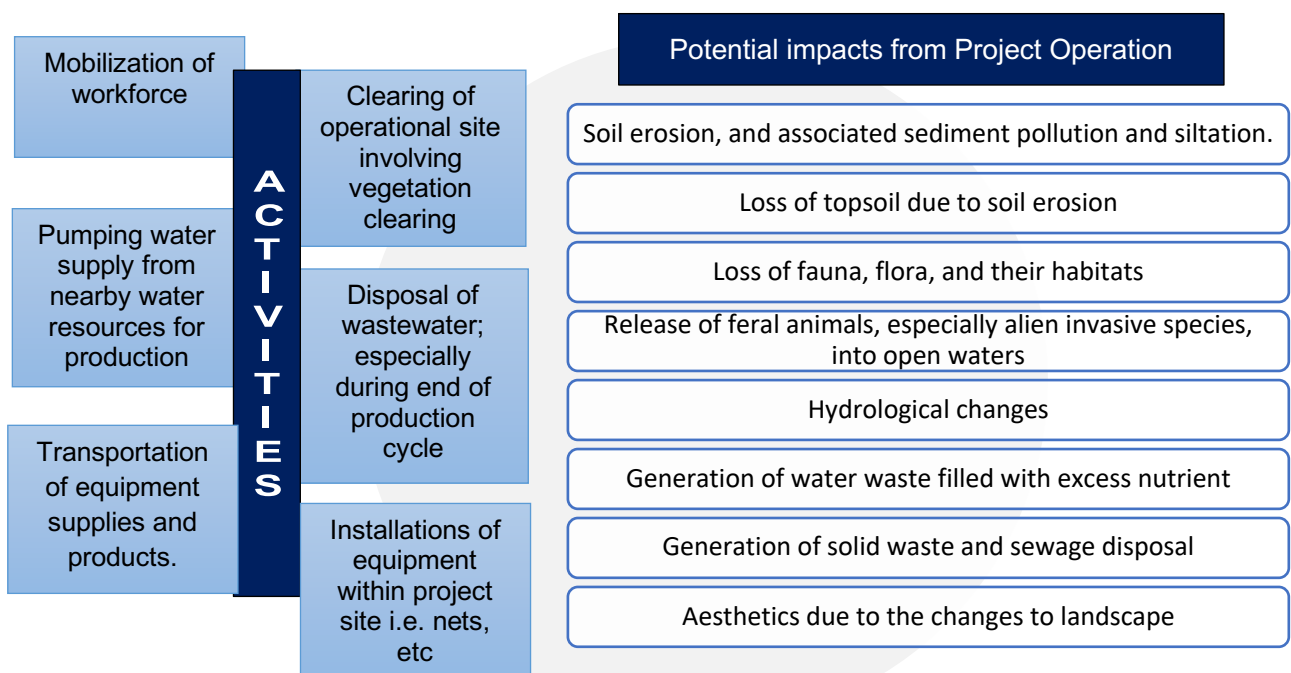 Mobilization of
workforce
Pumping water
supply from
nearby water
resources for
production
Transportation
of equipment
supplies and
products.
ACTIVITIES
Clearing of
operational site
involving
vegetation
clearing
Disposal of
wastewater;
especially
during end of
production
cycle
Installations of
equipment
within project
site i.e. nets,
etc
Potential impacts from Project Operation
Soil erosion, and associated sediment pollution and siltation.
Loss of topsoil due to soil erosion
Loss of fauna, flora, and their habitats
Release of feral animals, especially alien invasive species,
into open waters
Hydrological changes
Generation of water waste filled with excess nutrient
Generation of solid waste and sewage disposal
Aesthetics due to the changes to landscape